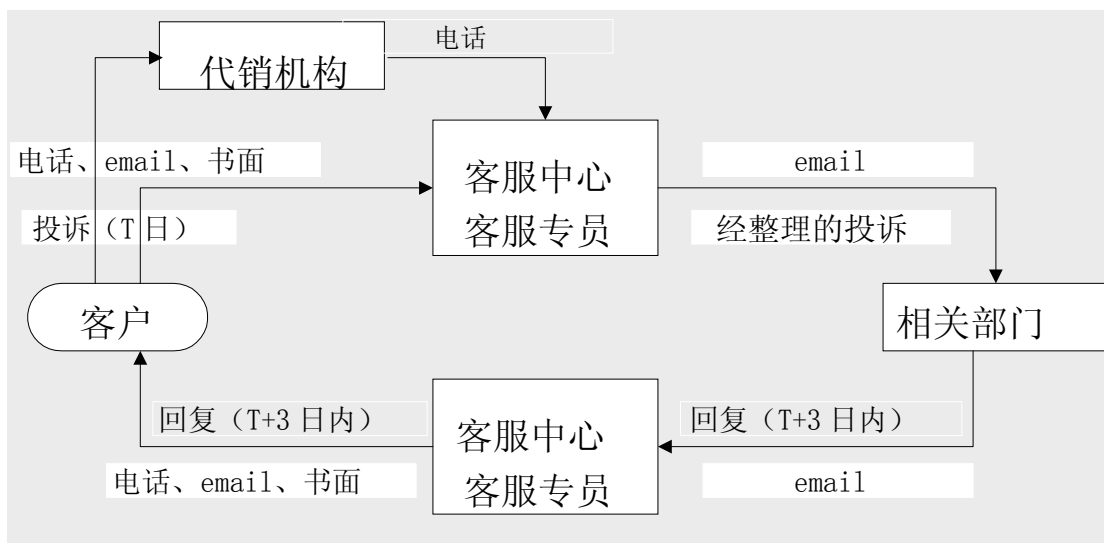 电话
代销机构
电话、email、书面
客服中心
客服专员
email
投诉（T 日）
经整理的投诉
客户
相关部门
回复（T+3 日内）
客服中心
客服专员
回复（T+3 日内）
电话、email、书面
email